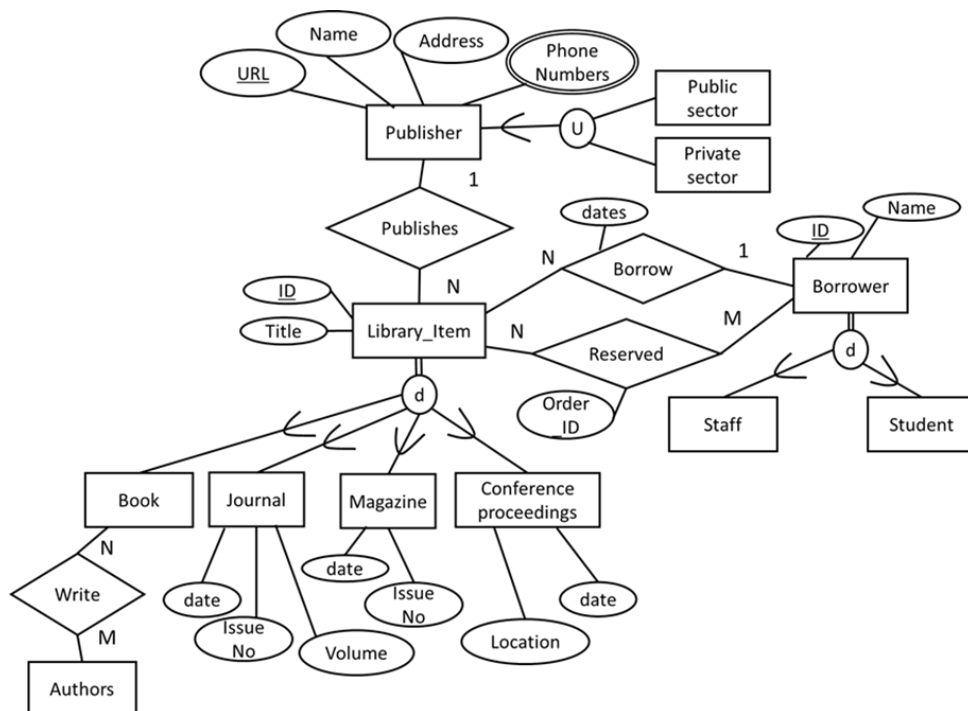 Name
Address
Phone
Numbers
URL
Public
sector
Publisher
U
Private
sector
1
Publishes
dates
Name
ID
N
Borrow
1
ID
N
Borrower
Title
Library_Item
N
M
Reserved
d
d
Order
_ID
Staff
Student
Book
Journal
Magazine
Conference
proceedings
N
Write
date
date
Issue
No
date
M
Issue
No
Volume
Location
Authors